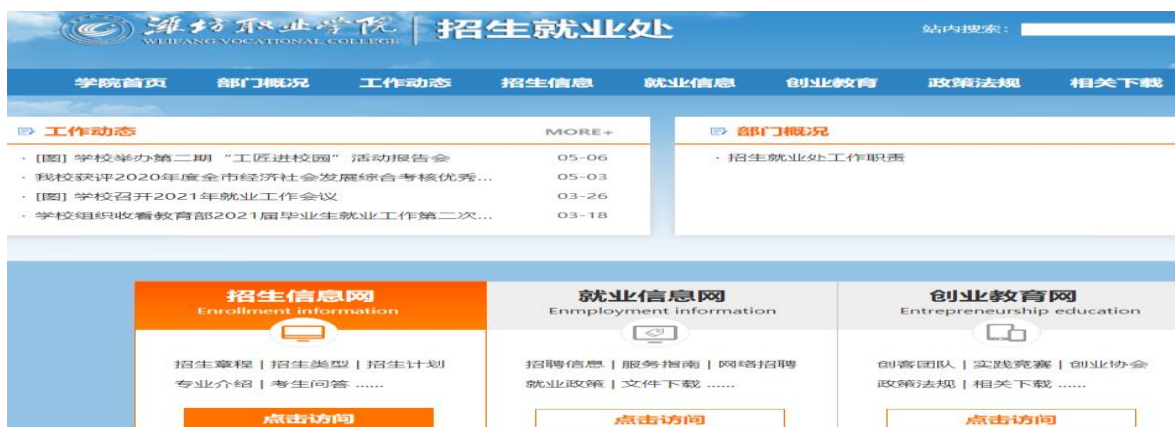 潍坊职业学院 招生就业处 站内搜索：
WEIFANG VOCATIONAL COLLEGE
学院首页 部门概况 工作动态 招生信息 就业信息 创业教育 政策法规 相关下载
工作动态 MORE+
· [图] 学校举办第二期“工匠进校园”活动报告会 05-06
· 我校获评2020年度全市经济社会发展综合考核优秀... 05-03
· [图] 学校召开2021年就业工作会议 03-26
· 学校组织收看教育部2021届毕业生就业工作第二次... 03-18
部门概况
· 招生就业处工作职责
招生信息网
Enrollment information
招生章程 | 招生类型 | 招生计划
专业介绍 | 考生问答 ......
点击访问
就业信息网
Enmployment information
招聘信息 | 服务指南 | 网络招聘
就业政策 | 文件下载 ......
点击访问
创业教育网
Entrepreneurship education
创客团队 | 实践竞赛 | 创业协会
政策法规 | 相关下载 ......
点击访问